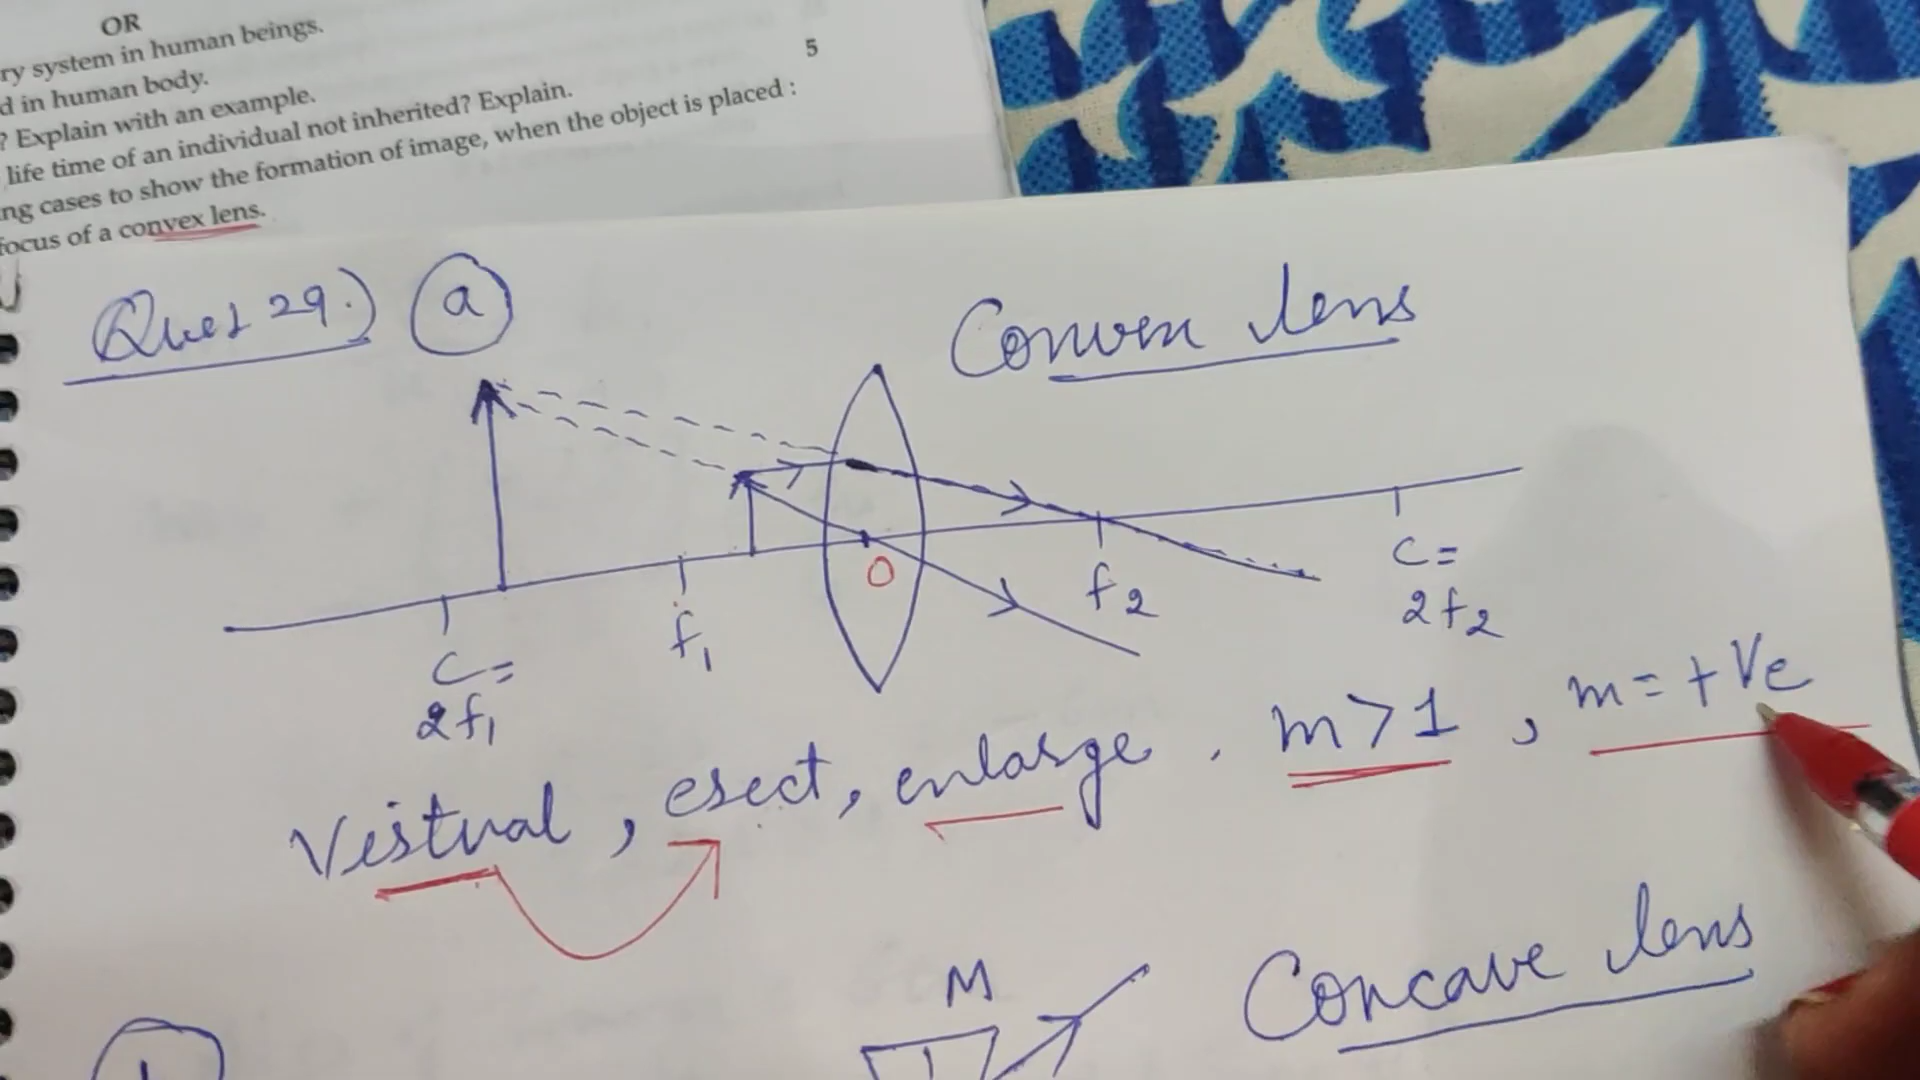 OR
ry system in human beings.
d in human body.
5
? Explain with an example.
life time of an individual not inherited? Explain.
ng cases to show the formation of image, when the object is placed :
focus of a convex lens.
Ques 29.) a
Convex lens
O
f1
f2
C=
2f1
C=
2f2
Virtual, erect, enlarge. m>1, m=+Ve
Concave lens
M